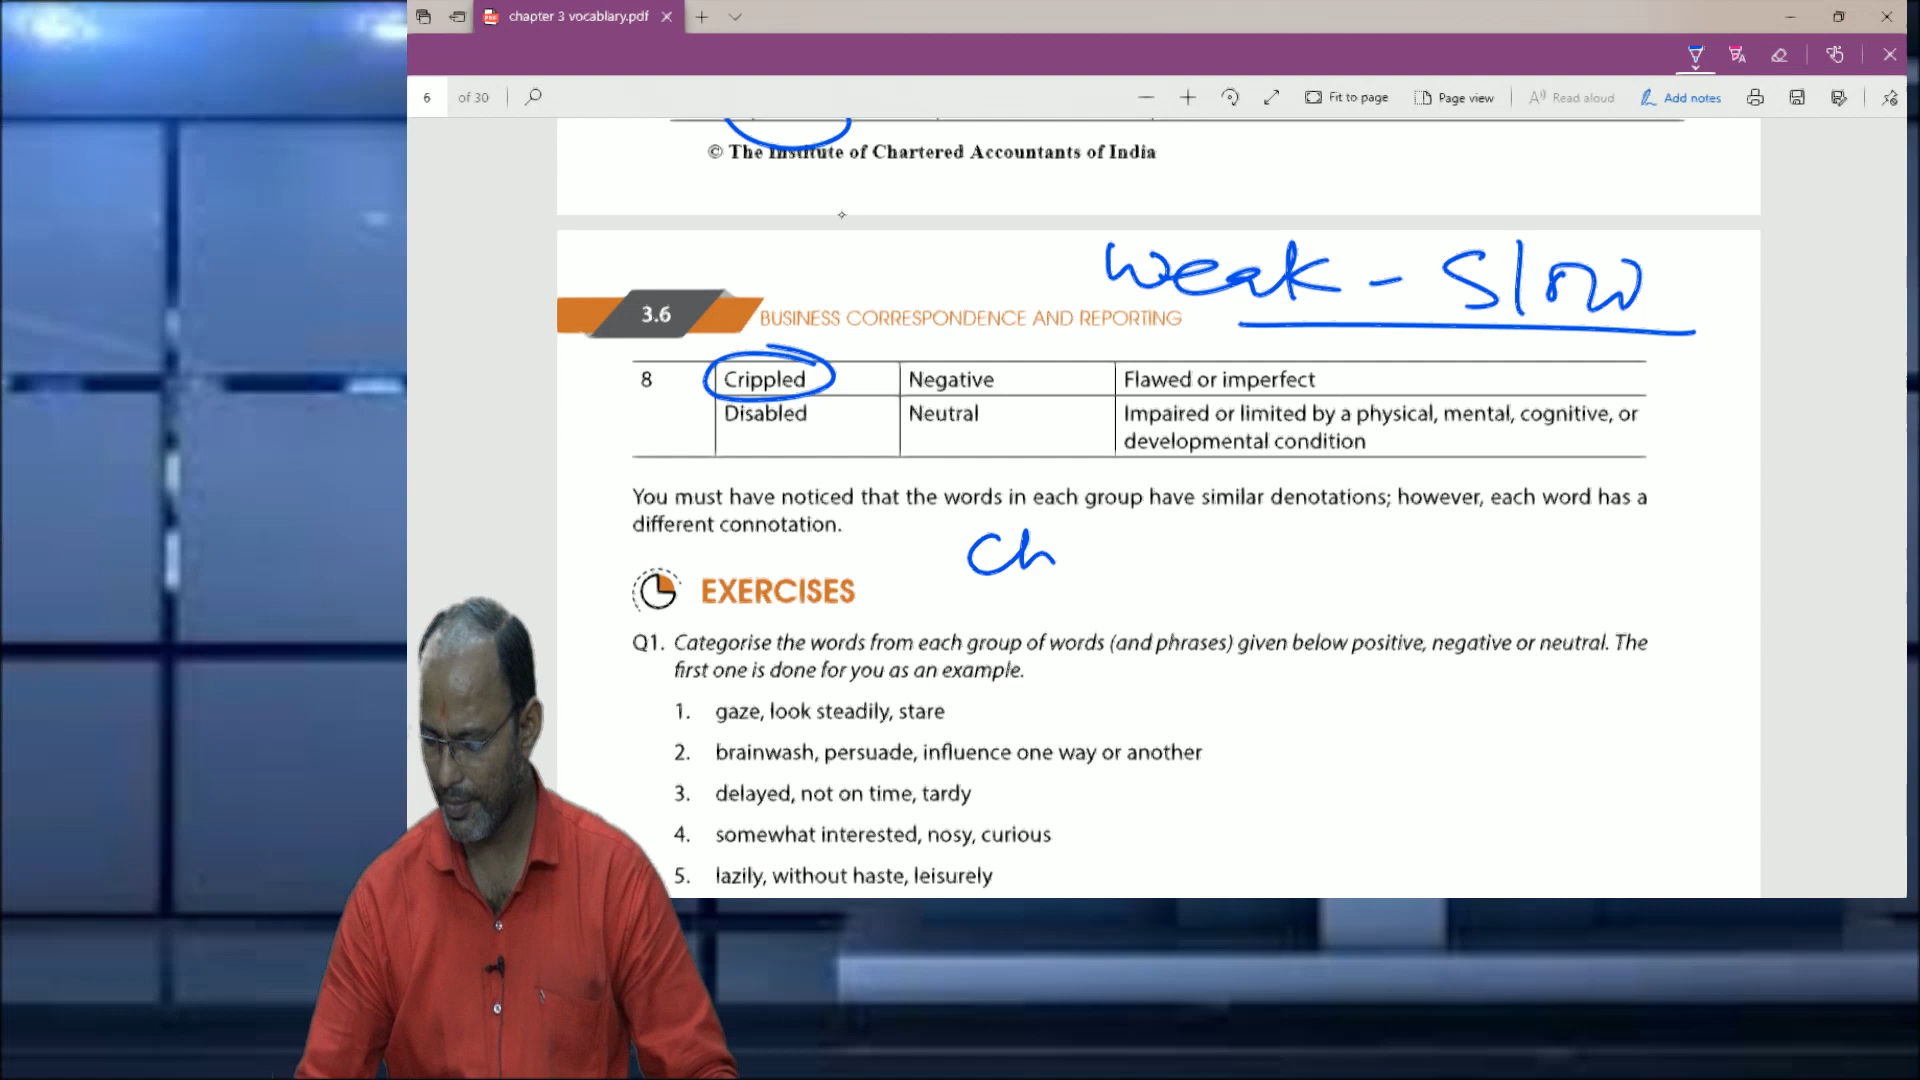 chapter 3 vocablary.pdf
6 of 30 Fit to page Page view Read aloud Add notes
© The Institute of Chartered Accountants of India
weak - slow
3.6 BUSINESS CORRESPONDENCE AND REPORTING
8 Crippled Negative Flawed or imperfect
Disabled Neutral Impaired or limited by a physical, mental, cognitive, or
developmental condition
You must have noticed that the words in each group have similar denotations; however, each word has a
different connotation.
Ch
EXERCISES
Q1. Categorise the words from each group of words (and phrases) given below positive, negative or neutral. The
first one is done for you as an example.
1. gaze, look steadily, stare
2. brainwash, persuade, influence one way or another
3. delayed, not on time, tardy
4. somewhat interested, nosy, curious
5. lazily, without haste, leisurely